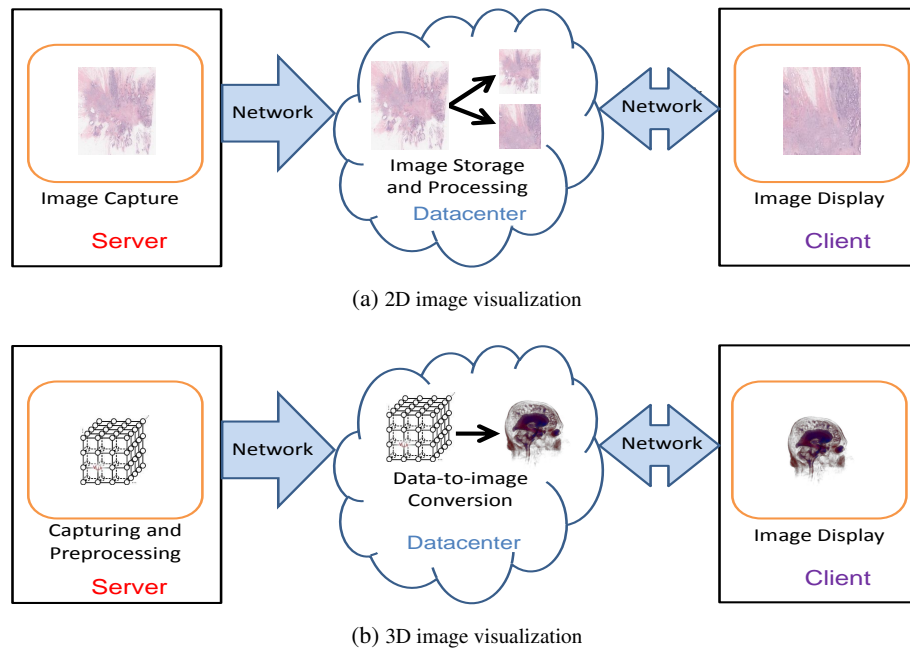 Image Capture
Server
Network
Image Storage
and Processing
Datacenter
Network
Image Display
Client
(a) 2D image visualization
Capturing and
Preprocessing
Server
Network
Data-to-image
Conversion
Datacenter
Network
Image Display
Client
(b) 3D image visualization